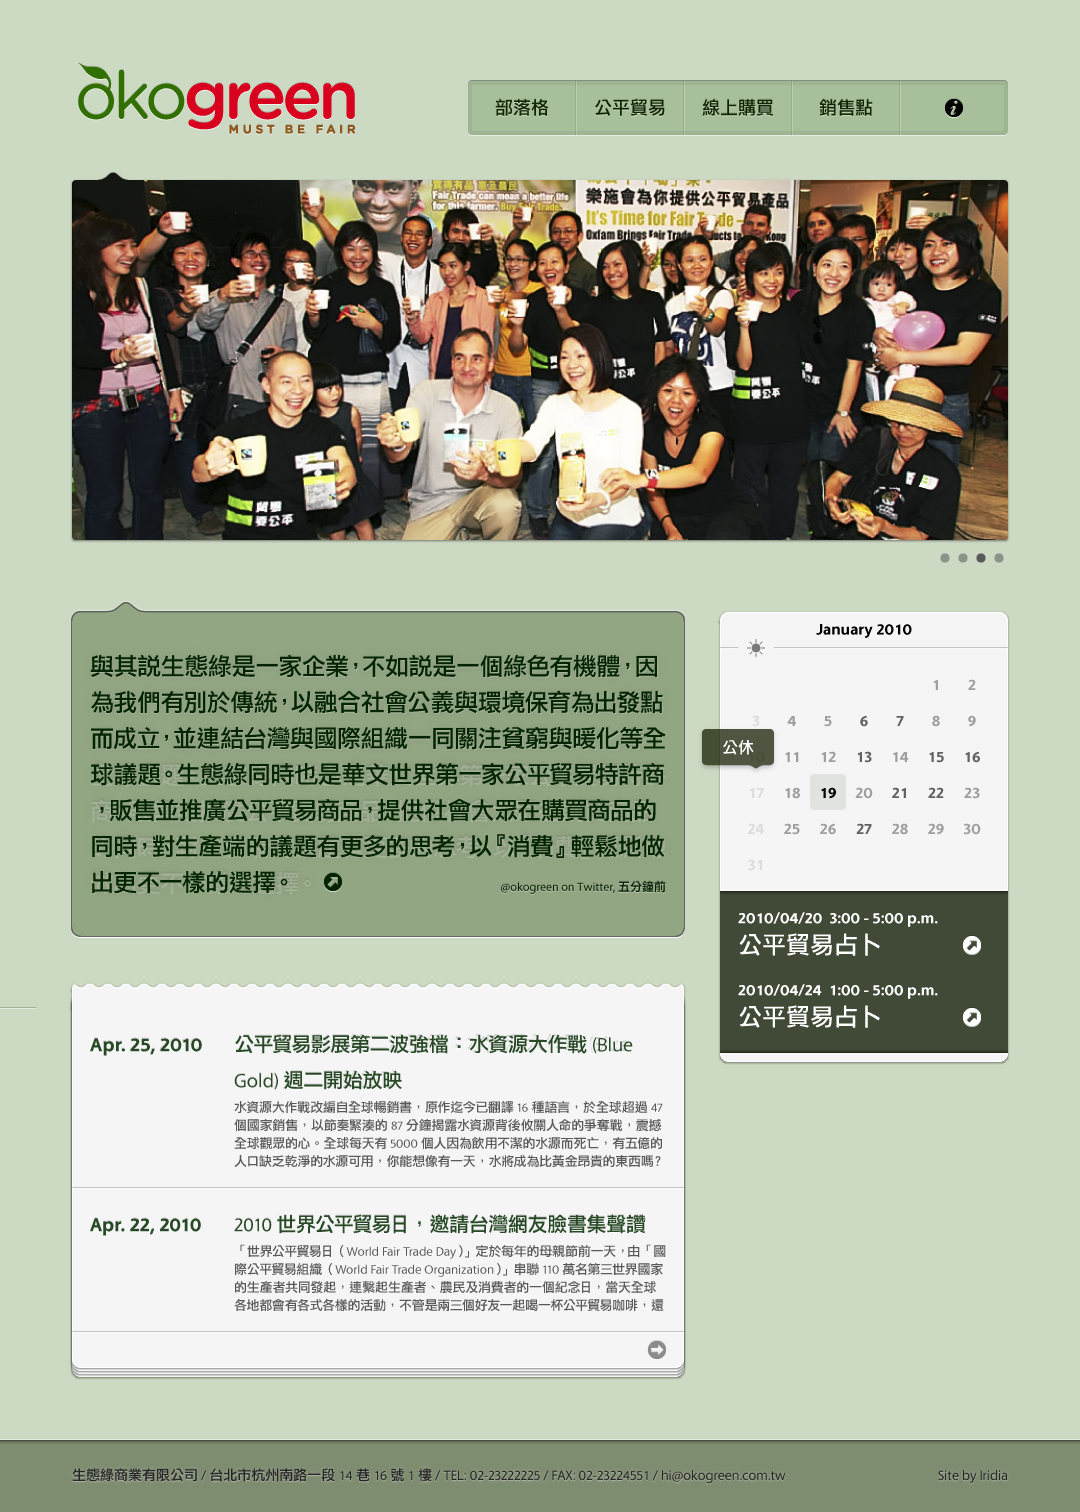 ökogreen
MUST BE FAIR
部落格 公平貿易 線上購買 銷售點 i
Fair Trade can mean a better life
for this farmer. Buy Fair Trade.
樂施會為你提供公平貿易產品
It's Time for Fair Trade
Oxfam Brings Fair Trade Products to Hong Kong
與其説生態綠是一家企業，不如説是一個綠色有機體，因
為我們有別於傳統，以融合社會公義與環境保育為出發點
而成立，並連結台灣與國際組織一同關注貧窮與暖化等全
球議題。生態綠同時也是華文世界第一家公平貿易特許商
，販售並推廣公平貿易商品，提供社會大眾在購買商品的
同時，對生產端的議題有更多的思考，以『消費』輕鬆地做
出更不一樣的選擇。
@okogreen on Twitter, 五分鐘前
January 2010
1 2
3 4 5 6 7 8 9
公休
10 11 12 13 14 15 16
17 18 19 20 21 22 23
24 25 26 27 28 29 30
31
2010/04/20 3:00 - 5:00 p.m.
公平貿易占卜
2010/04/24 1:00 - 5:00 p.m.
公平貿易占卜
Apr. 25, 2010
公平貿易影展第二波強檔：水資源大作戰 (Blue
Gold) 週二開始放映
水資源大作戰改編自全球暢銷書，原作迄今已翻譯 16 種語言，於全球超過 47
個國家銷售，以節奏緊湊的 87 分鐘揭露水資源背後攸關人命的爭奪戰，震撼
全球觀眾的心。全球每天有 5000 個人因為飲用不潔的水源而死亡，有五億的
人口缺乏乾淨的水源可用，你能想像有一天，水將成為比黃金昂貴的東西嗎？
Apr. 22, 2010
2010 世界公平貿易日，邀請台灣網友臉書集聲讚
「世界公平貿易日（World Fair Trade Day）」定於每年的母親節前一天，由「國
際公平貿易組織（World Fair Trade Organization）」串聯 110 萬名第三世界國家
的生產者共同發起，連繫起生產者、農民及消費者的一個紀念日，當天全球
各地都會有各式各樣的活動，不管是兩三個好友一起喝一杯公平貿易咖啡，還
生態綠商業有限公司 / 台北市杭州南路一段 14 巷 16 號 1 樓 / TEL: 02-23222225 / FAX: 02-23224551 / hi@okogreen.com.tw
Site by Iridia